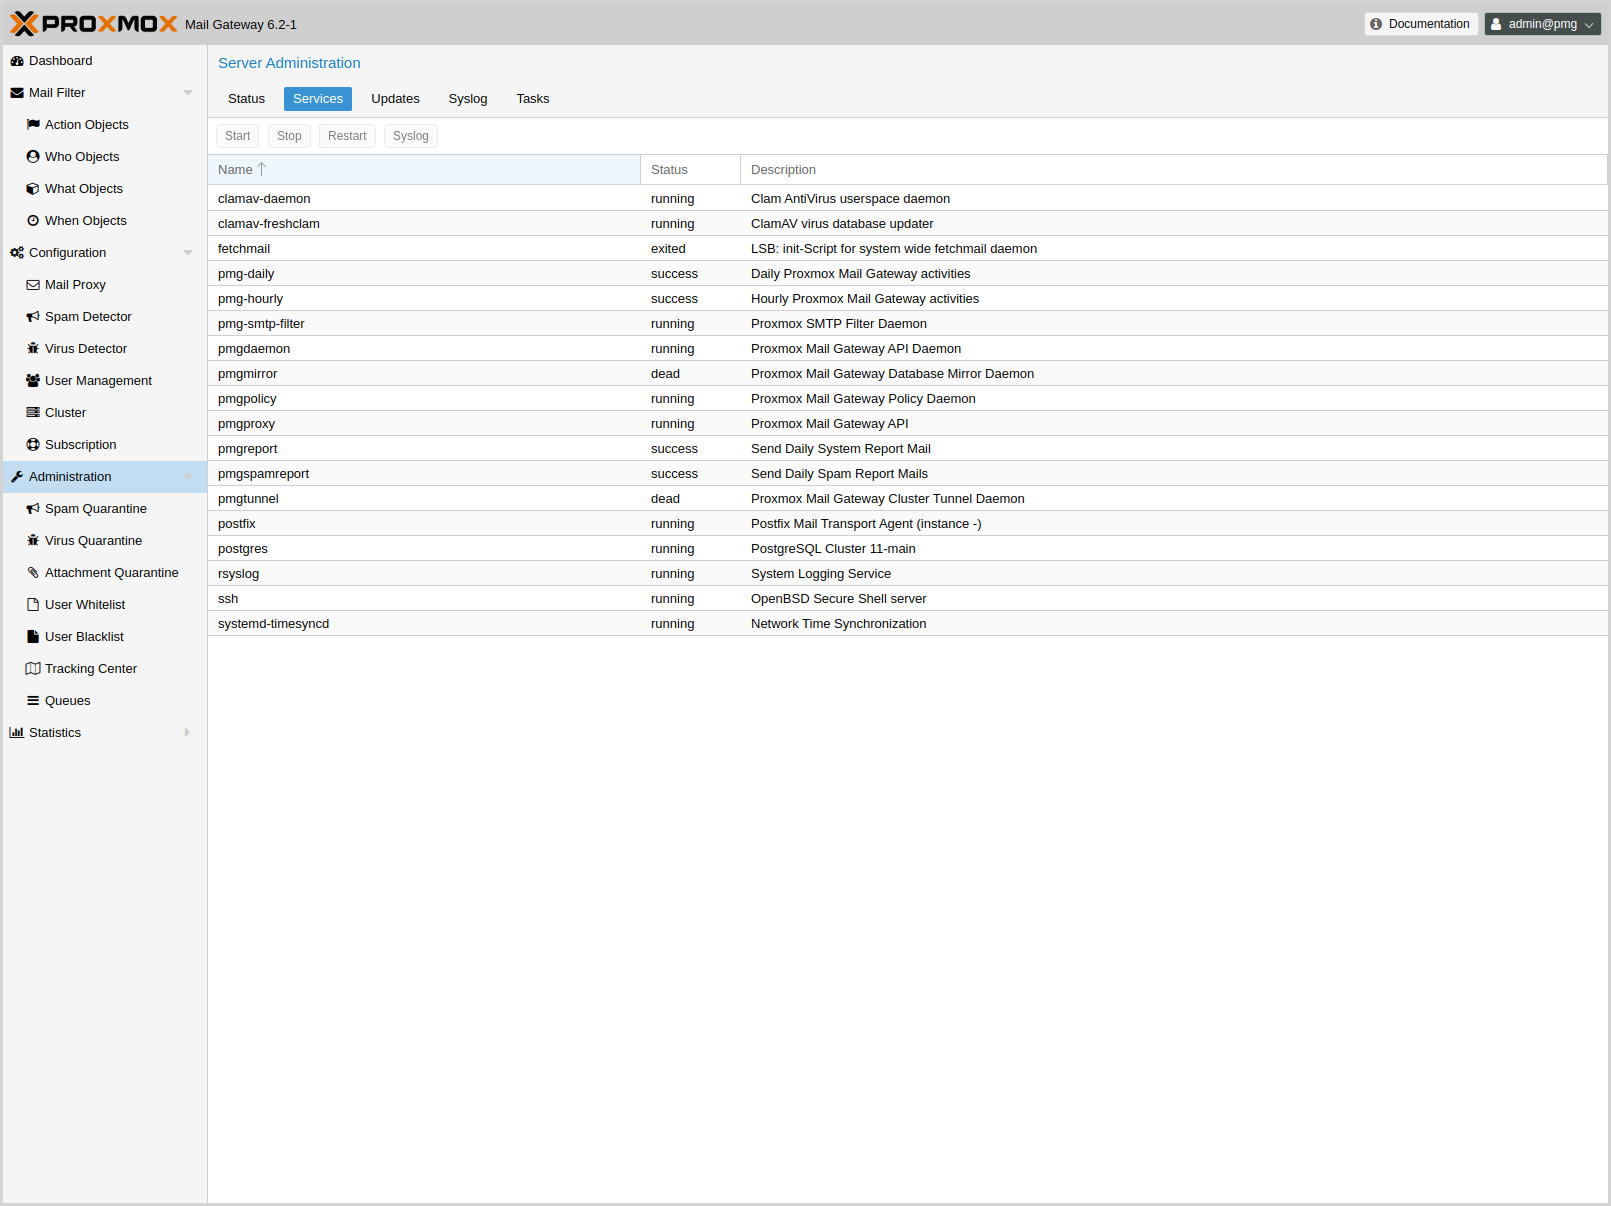 PROXMOX Mail Gateway 6.2-1 Documentation admin@pmg
Dashboard
Mail Filter
Action Objects
Who Objects
What Objects
When Objects
Configuration
Mail Proxy
Spam Detector
Virus Detector
User Management
Cluster
Subscription
Administration
Spam Quarantine
Virus Quarantine
Attachment Quarantine
User Whitelist
User Blacklist
Tracking Center
Queues
Statistics
Server Administration
Status Services Updates Syslog Tasks
Start Stop Restart Syslog
Name Status Description
clamav-daemon running Clam AntiVirus userspace daemon
clamav-freshclam running ClamAV virus database updater
fetchmail exited LSB: init-Script for system wide fetchmail daemon
pmg-daily success Daily Proxmox Mail Gateway activities
pmg-hourly success Hourly Proxmox Mail Gateway activities
pmg-smtp-filter running Proxmox SMTP Filter Daemon
pmgdaemon running Proxmox Mail Gateway API Daemon
pmgmirror dead Proxmox Mail Gateway Database Mirror Daemon
pmgpolicy running Proxmox Mail Gateway Policy Daemon
pmgproxy running Proxmox Mail Gateway API
pmgreport success Send Daily System Report Mail
pmgspamreport success Send Daily Spam Report Mails
pmgtunnel dead Proxmox Mail Gateway Cluster Tunnel Daemon
postfix running Postfix Mail Transport Agent (instance -)
postgres running PostgreSQL Cluster 11-main
rsyslog running System Logging Service
ssh running OpenBSD Secure Shell server
systemd-timesyncd running Network Time Synchronization